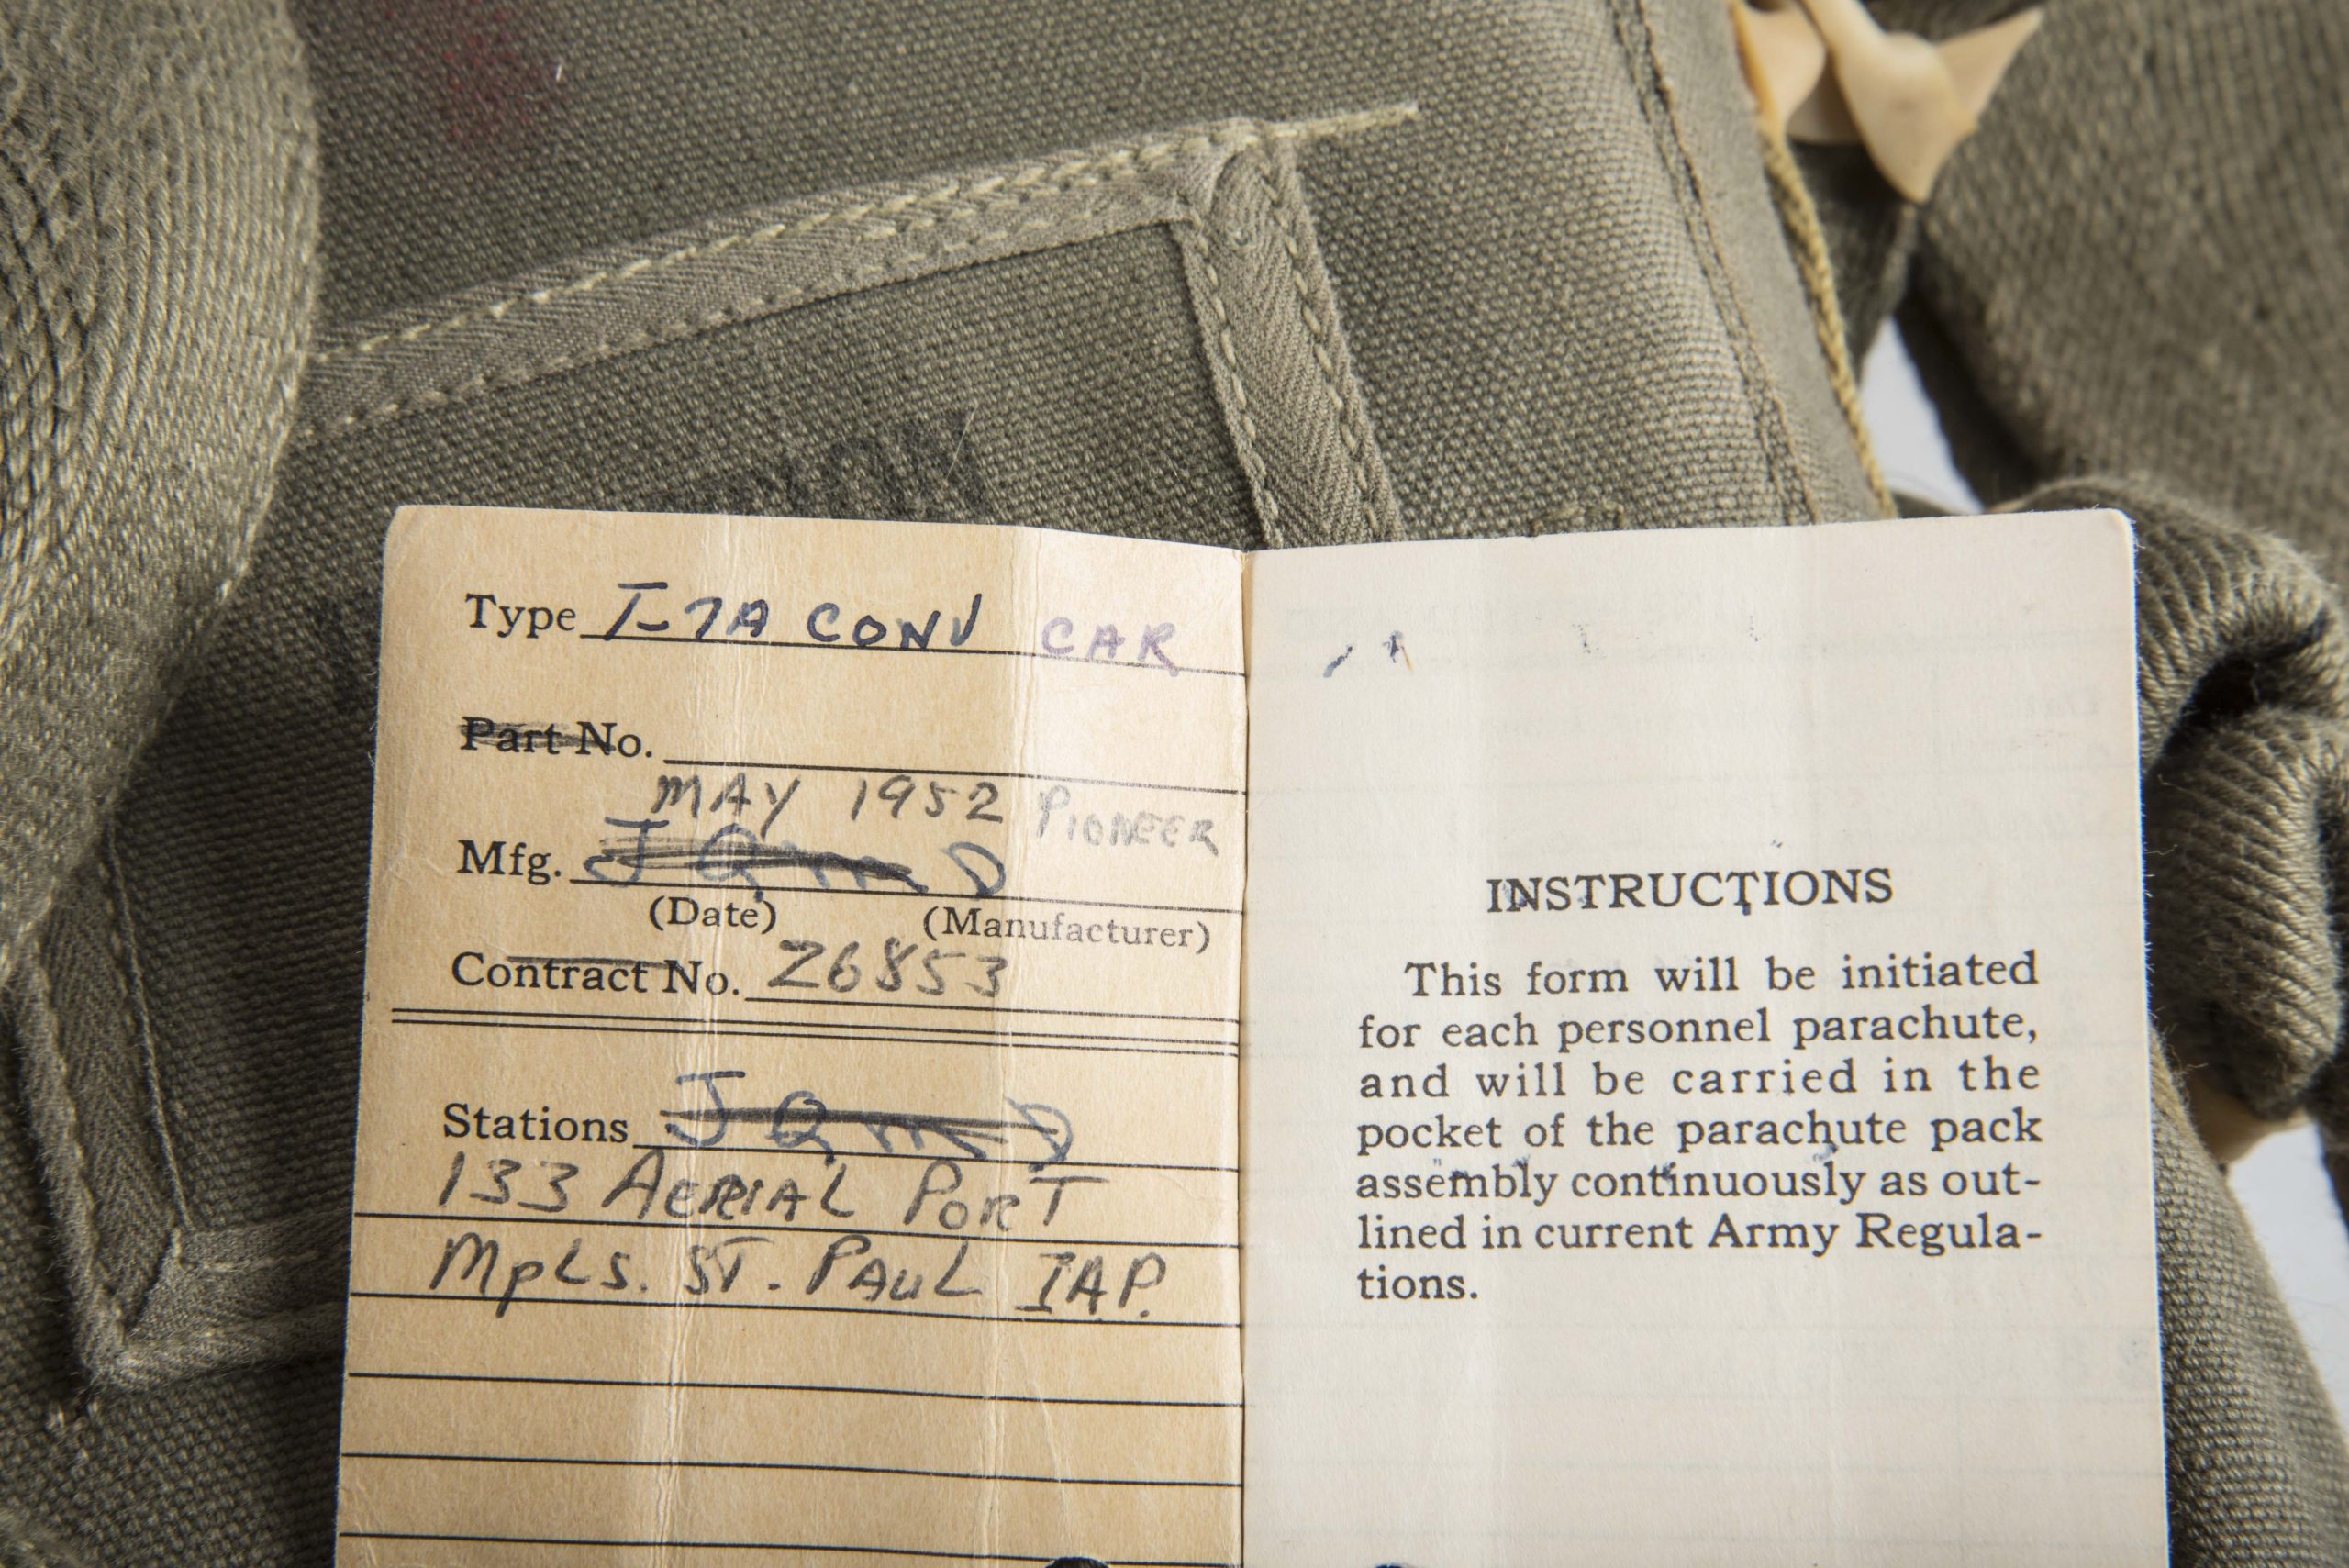 Type T-7A CONV CAR
Part No.
MAY 1952 PIONEER
Mfg. J Q M D
(Date) (Manufacturer)
Contract No. 26853
Stations J Q M D
133 AERIAL PORT
MPLS. ST. PAUL IAP.
INSTRUCTIONS
This form will be initiated
for each personnel parachute,
and will be carried in the
pocket of the parachute pack
assembly continuously as out-
lined in current Army Regula-
tions.